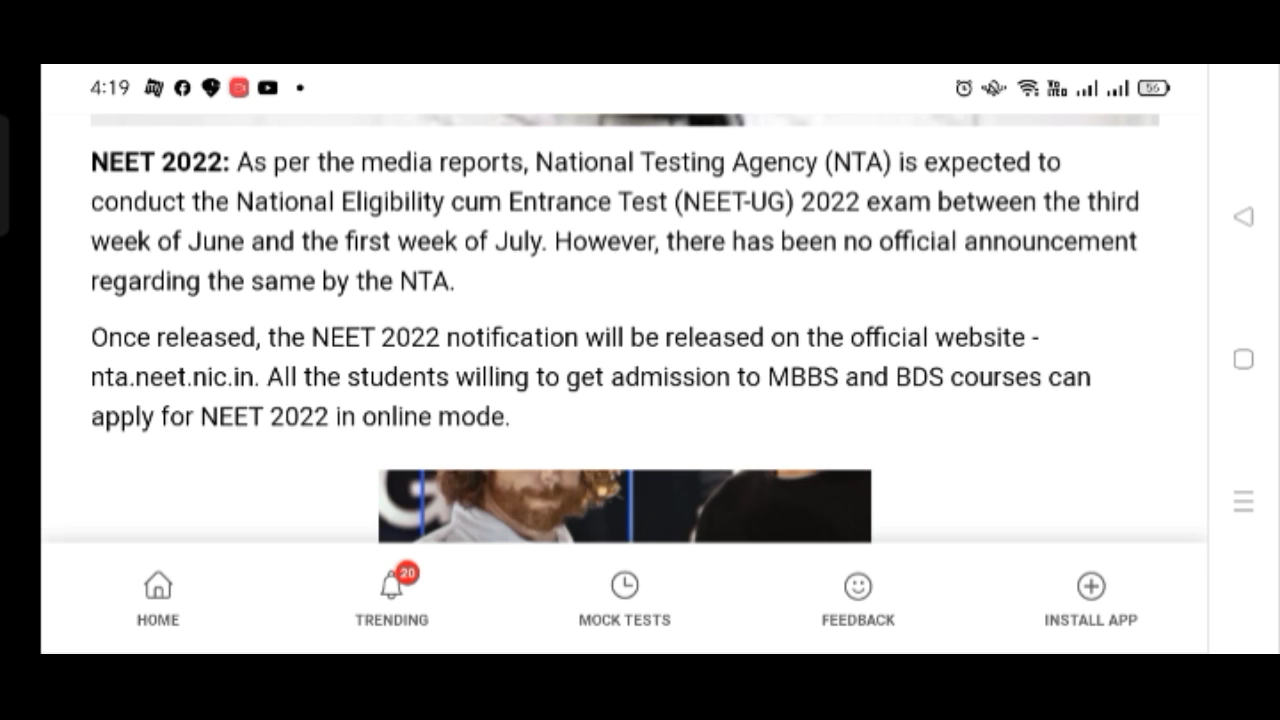 4:19
56
NEET 2022: As per the media reports, National Testing Agency (NTA) is expected to
conduct the National Eligibility cum Entrance Test (NEET-UG) 2022 exam between the third
week of June and the first week of July. However, there has been no official announcement
regarding the same by the NTA.
Once released, the NEET 2022 notification will be released on the official website -
nta.neet.nic.in. All the students willing to get admission to MBBS and BDS courses can
apply for NEET 2022 in online mode.
G
20
HOME TRENDING MOCK TESTS FEEDBACK INSTALL APP